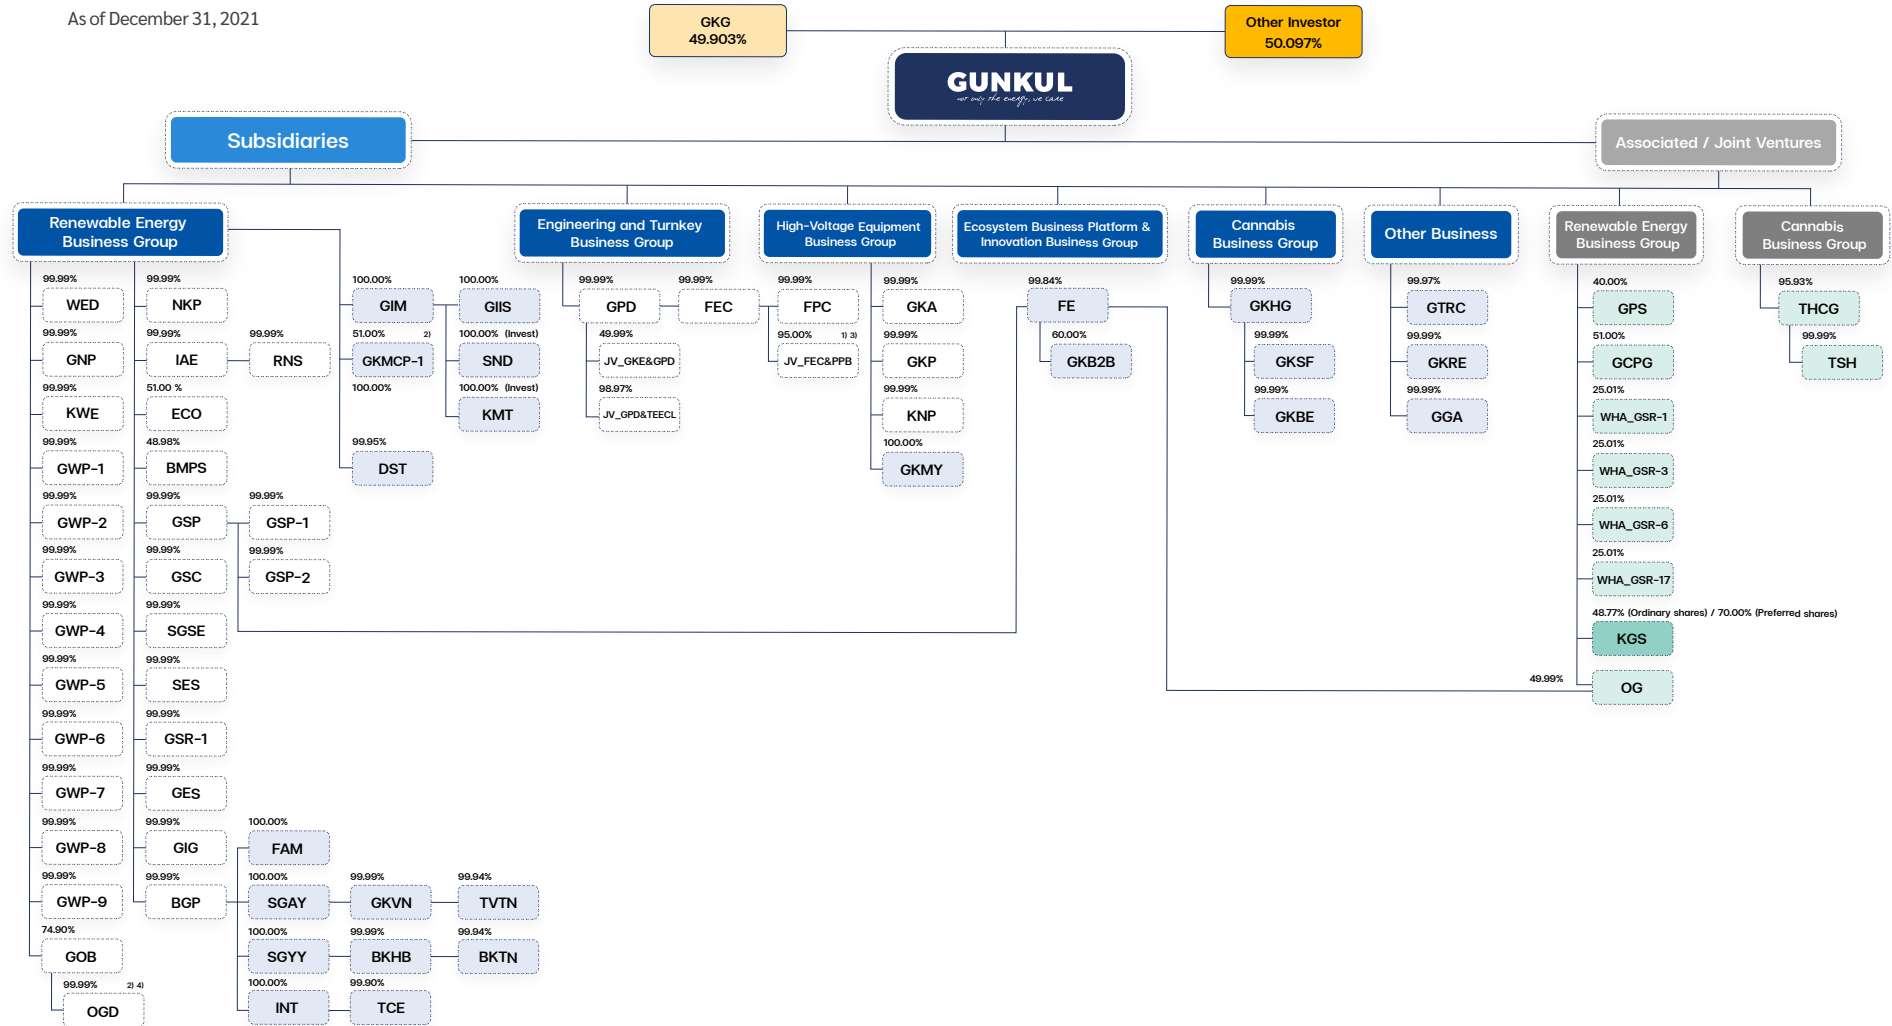 As of December 31, 2021
GKG
49.903%
Other Investor
50.097%
GUNKUL
not only the energy, we care
Subsidiaries
Associated / Joint Ventures
Renewable Energy
Business Group
99.99%
WED
99.99%
GNP
99.99%
KWE
99.99%
GWP-1
99.99%
GWP-2
99.99%
GWP-3
99.99%
GWP-4
99.99%
GWP-5
99.99%
GWP-6
99.99%
GWP-7
99.99%
GWP-8
99.99%
GWP-9
74.90%
GOB
99.99% 2) 4)
OGD
99.99%
NKP
99.99%
IAE
99.99%
RNS
51.00 %
ECO
48.98%
BMPS
99.99%
GSP
99.99%
GSP-1
99.99%
GSP-2
99.99%
GSC
99.99%
SGSE
99.99%
SES
99.99%
GSR-1
99.99%
GES
99.99%
GIG
99.99%
BGP
100.00%
FAM
100.00%
SGAY
99.99%
GKVN
99.94%
TVTN
100.00%
SGYY
99.99%
BKHB
99.94%
BKTN
100.00%
INT
99.90%
TCE
100.00%
GIM
100.00%
GIIS
51.00% 2)
GKMCP-1
100.00%
100.00% (Invest)
SND
100.00% (Invest)
KMT
99.95%
DST
Engineering and Turnkey
Business Group
99.99%
GPD
99.99%
FEC
49.99%
JV_GKE&GPD
98.97%
JV_GPD&TEECL
High-Voltage Equipment
Business Group
99.99%
FPC
95.00% 1) 3)
JV_FEC&PPB
99.99%
GKA
99.99%
GKP
99.99%
KNP
100.00%
GKMY
Ecosystem Business Platform &
Innovation Business Group
99.84%
FE
60.00%
GKB2B
Cannabis
Business Group
99.99%
GKHG
99.99%
GKSF
99.99%
GKBE
Other Business
99.97%
GTRC
99.99%
GKRE
99.99%
GGA
Renewable Energy
Business Group
40.00%
GPS
51.00%
GCPG
25.01%
WHA_GSR-1
25.01%
WHA_GSR-3
25.01%
WHA_GSR-6
25.01%
WHA_GSR-17
48.77% (Ordinary shares) / 70.00% (Preferred shares)
KGS
49.99%
OG
Cannabis
Business Group
95.93%
THCG
99.99%
TSH